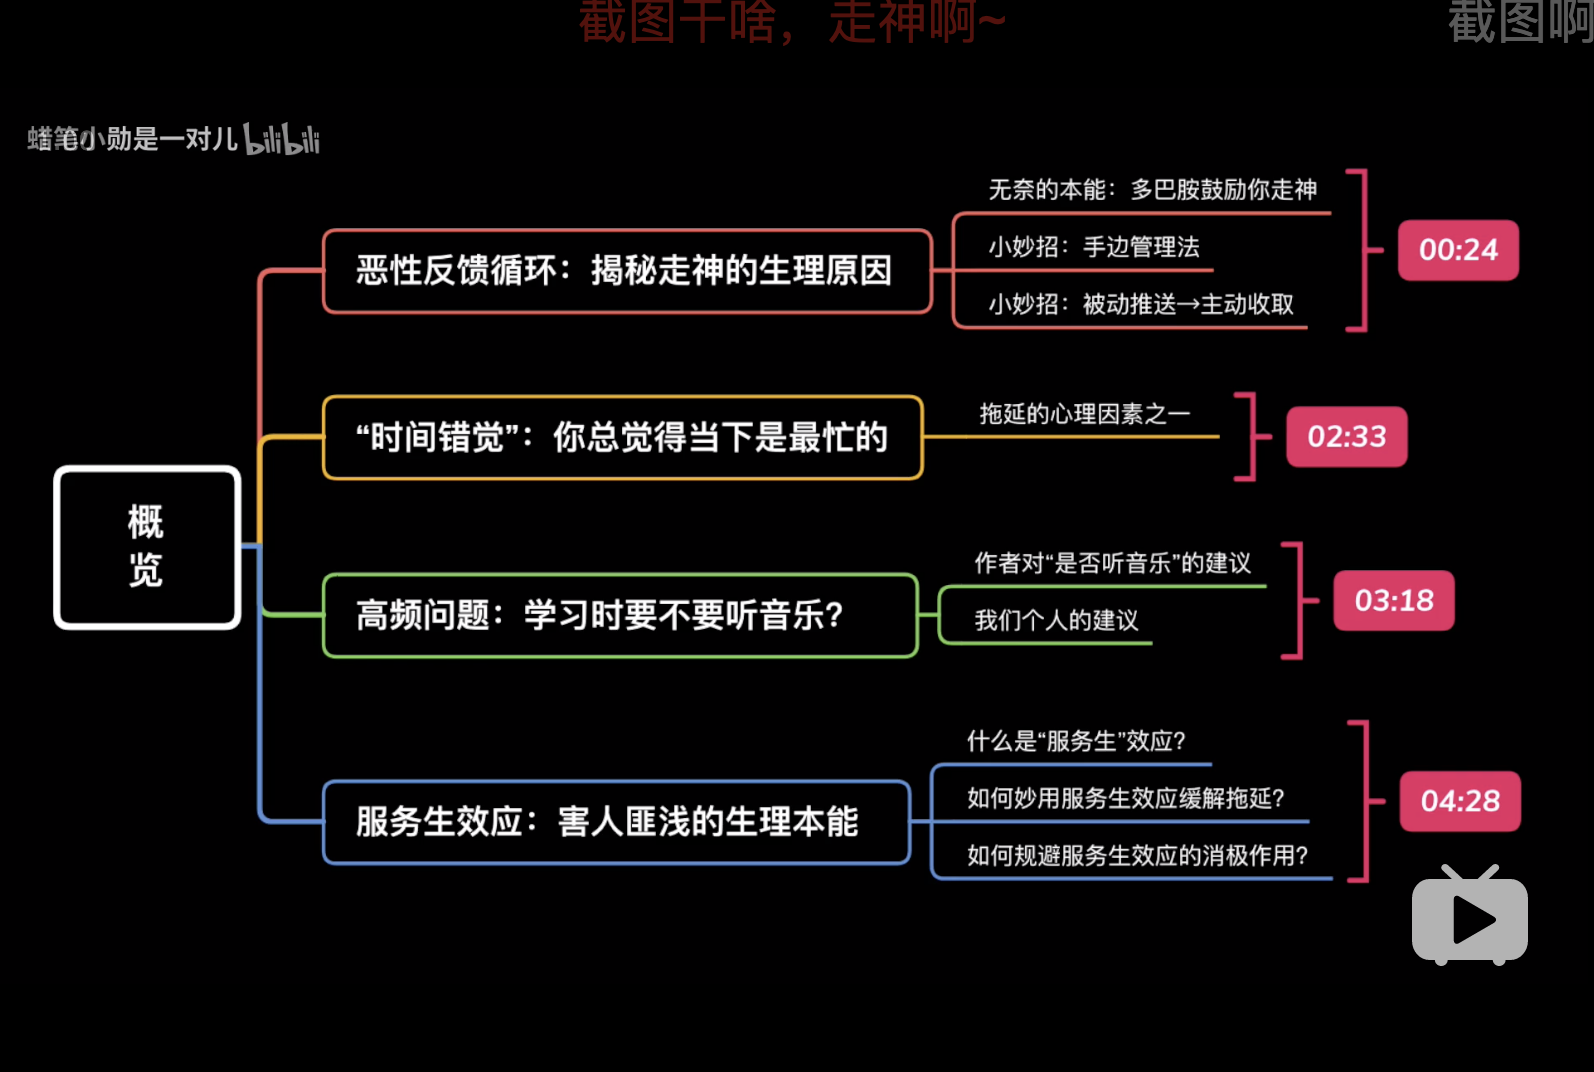 截图干啥，走神啊~
截图啊
蜡笔小勋是一对儿 bilibili
概
览
恶性反馈循环：揭秘走神的生理原因
无奈的本能：多巴胺鼓励你走神
小妙招：手边管理法
小妙招：被动推送→主动收取
00:24
“时间错觉”：你总觉得当下是最忙的
拖延的心理因素之一
02:33
高频问题：学习时要不要听音乐?
作者对“是否听音乐”的建议
我们个人的建议
03:18
服务生效应：害人匪浅的生理本能
什么是“服务生”效应?
如何妙用服务生效应缓解拖延?
如何规避服务生效应的消极作用?
04:28